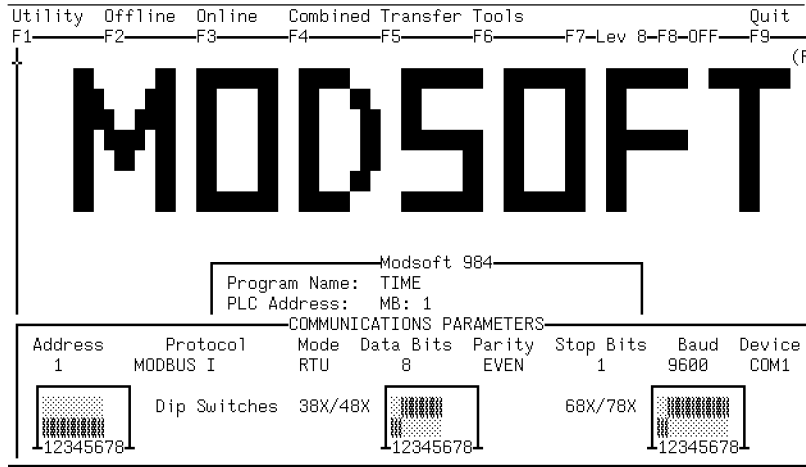 Utility Offline Online Combined Transfer Tools Quit
F1 F2 F3 F4 F5 F6 F7-Lev 8-F8-OFF F9
(F
MODSOFT
Modsoft 984
Program Name: TIME
PLC Address: MB: 1
COMMUNICATIONS PARAMETERS
Address Protocol Mode Data Bits Parity Stop Bits Baud Device
1 MODBUS I RTU 8 EVEN 1 9600 COM1
Dip Switches 38X/48X 68X/78X
12345678 12345678 12345678